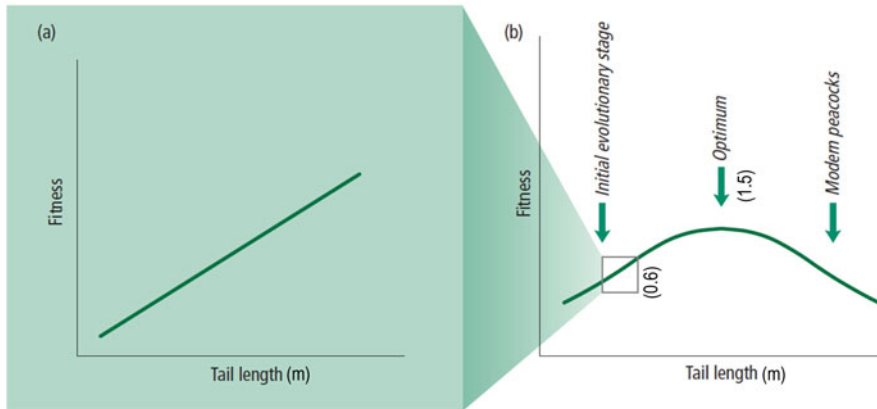 (a)
Fitness
Tail length (m)
(b)
Fitness
Initial evolutionary stage
(0.6)
Optimum
(1.5)
Modern peacocks
Tail length (m)